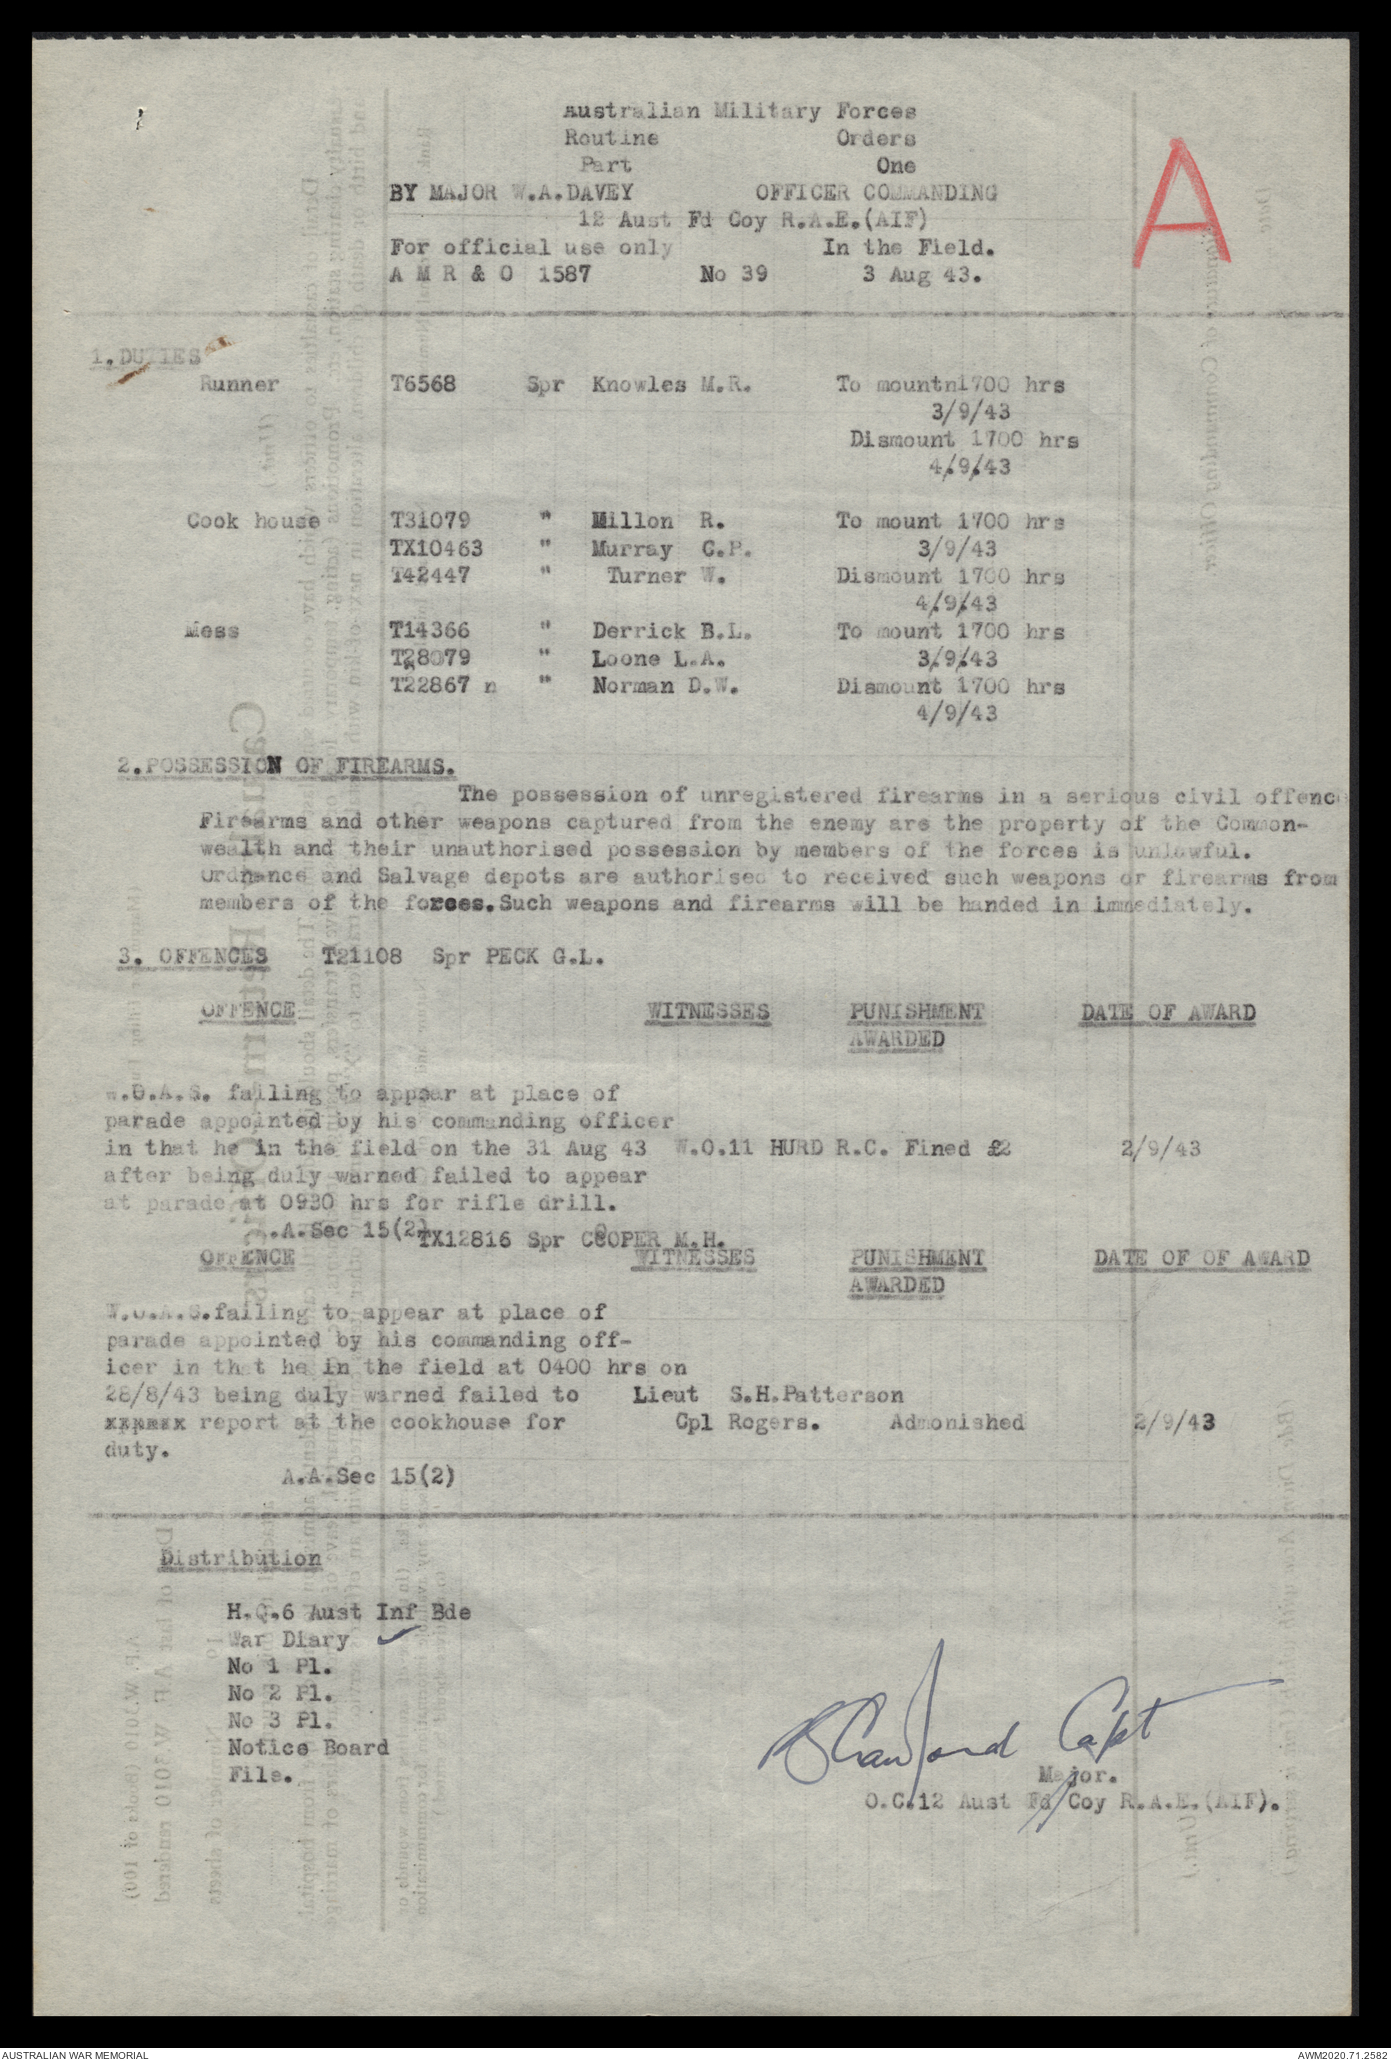 A
Australian Military Forces
Routine Orders
Part One
BY MAJOR W.A.DAVEY OFFICER COMMANDING
12 Aust Fd Coy R.A.E.(AIF)
For official use only In the Field.
A M R & O 1587 No 39 3 Aug 43.
1.DUTIES
Runner T6568 Spr Knowles M.R. To mountn1700 hrs
3/9/43
Dismount 1700 hrs
4/9/43
Cook house T31079 " Millon R. To mount 1700 hrs
TX10463 " Murray C.P. 3/9/43
T42447 " Turner W. Dismount 1700 hrs
4/9/43
Mess T14366 " Derrick B.L. To mount 1700 hrs
T28079 " Loone L.A. 3/9/43
T22867 n " Norman D.W. Dismount 1700 hrs
4/9/43
2.POSSESSION OF FIREARMS.
The possession of unregistered firearms in a serious civil offenc
Firearms and other weapons captured from the enemy are the property of the Common-
wealth and their unauthorised possession by members of the forces is unlawful.
Ordnance and Salvage depots are authorised to received such weapons or firearms from
members of the forces.Such weapons and firearms will be handed in immediately.
3. OFFENCES T21108 Spr PECK G.L.
OFFENCE WITNESSES PUNISHMENT DATE OF AWARD
AWARDED
W.O.A.S. failing to appear at place of
parade appointed by his commanding officer
in that he in the field on the 31 Aug 43 W.O.11 HURD R.C. Fined £2 2/9/43
after being duly warned failed to appear
at parade at 0930 hrs for rifle drill.
.A.Sec 15(2)
TX12816 Spr COOPER M.H.
OFFENCE WITNESSES PUNISHMENT DATE OF OF AWARD
AWARDED
W.O.A.S.failing to appear at place of
parade appointed by his commanding off-
icer in that he in the field at 0400 hrs on
28/8/43 being duly warned failed to Lieut S.H.Patterson
report at the cookhouse for Cpl Rogers. Admonished 2/9/43
duty.
A.A.Sec 15(2)
Distribution
H.Q.6 Aust Inf Bde
War Diary ✓
No 1 Pl.
No 2 Pl.
No 3 Pl.
Notice Board
File.
Capt
Major.
O.C.12 Aust Fd Coy R.A.E.(AIF).
AUSTRALIAN WAR MEMORIAL AWM2020.71.2582